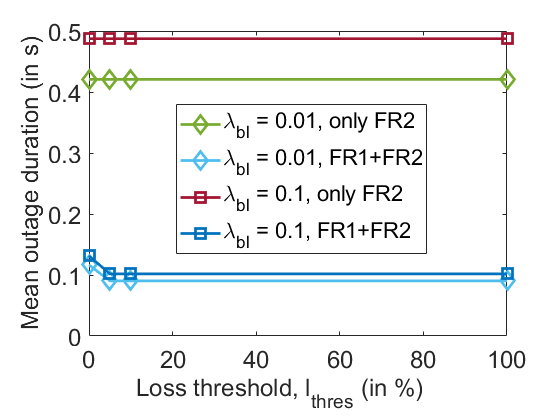 0.5
0.4
0.3
0.2
0.1
0
Mean outage duration (in s)
λbl = 0.01, only FR2
λbl = 0.01, FR1+FR2
λbl = 0.1, only FR2
λbl = 0.1, FR1+FR2
0 20 40 60 80 100
Loss threshold, lthres (in %)